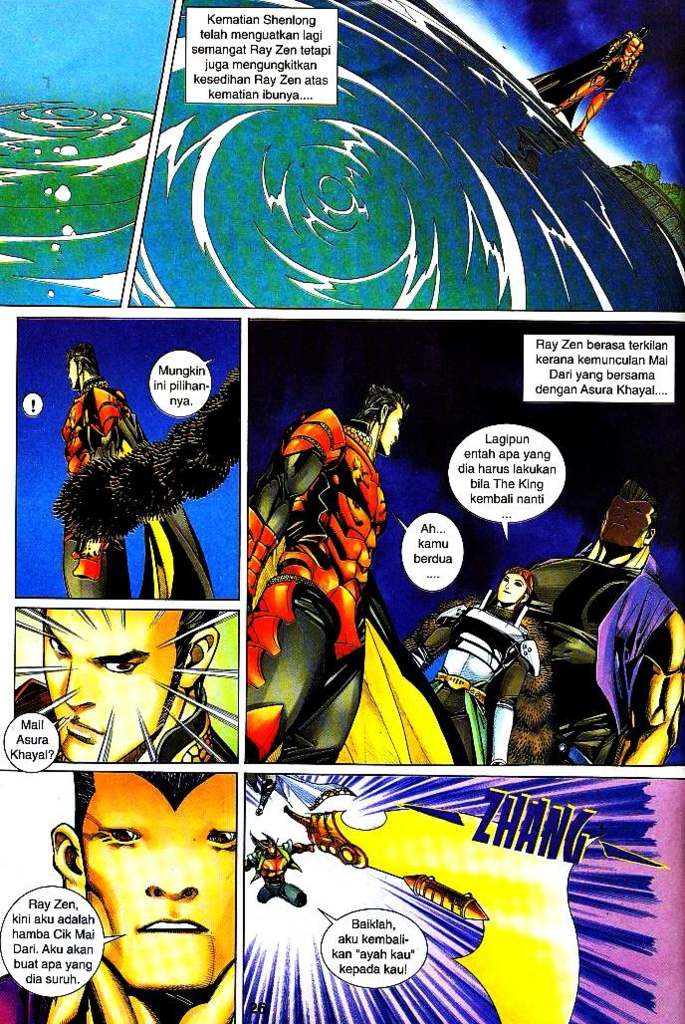 Kematian Shenlong
telah menguatkan lagi
semangat Ray Zen tetapi
juga mengungkitkan
kesedihan Ray Zen atas
kematian ibunya....
!
Mungkin
ini pilihan-
nya.
Ray Zen berasa terkilan
kerana kemunculan Mai
Dari yang bersama
dengan Asura Khayal....
Lagipun
entah apa yang
dia harus lakukan
bila The King
kembali nanti
...
Ah...
kamu
berdua
....
Mai!
Asura
Khayal?
Ray Zen,
kini aku adalah
hamba Cik Mai
Dari. Aku akan
buat apa yang
dia suruh.
ZHANG
Baiklah,
aku kembali-
kan "ayah kau"
kepada kau!
26